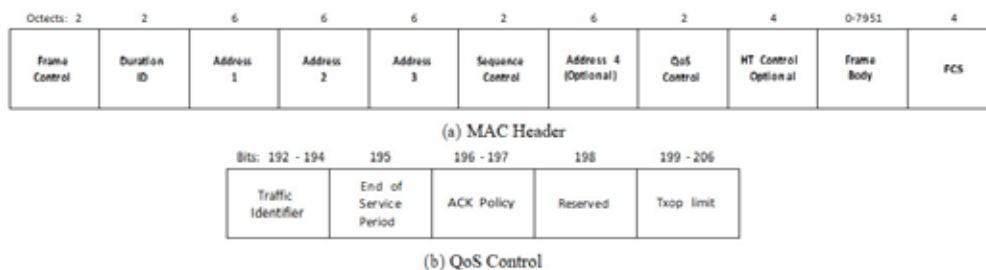 Octects: 2 2 6 6 6 2 6 2 4 0-7951 4
Frame Control Duration ID Address 1 Address 2 Address 3 Sequence Control Address 4 (Optional) QoS Control HT Control Optional Frame Body FCS
(a) MAC Header
Bits: 192 - 194 195 196 - 197 198 199 - 206
Traffic Identifier End of Service Period ACK Policy Reserved Txop limit
(b) QoS Control